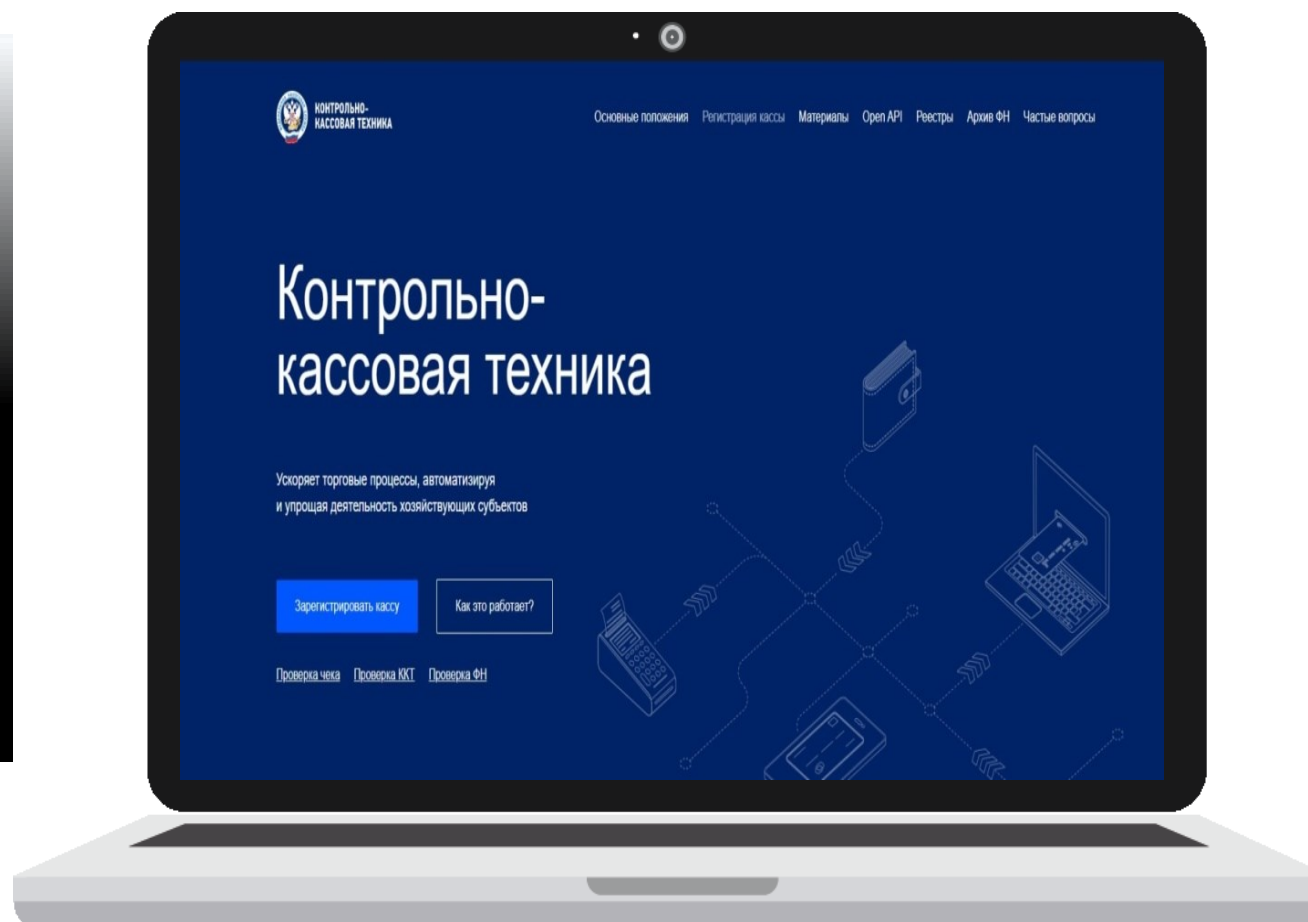 КОНТРОЛЬНО-
КАССОВАЯ ТЕХНИКА
Основные положения Регистрация кассы Материалы Open API Реестры Архив ФН Частые вопросы
Контрольно-
кассовая техника
Ускоряет торговые процессы, автоматизируя
и упрощая деятельность хозяйствующих субъектов
Зарегистрировать кассу Как это работает?
Проверка чека Проверка ККТ Проверка ФН